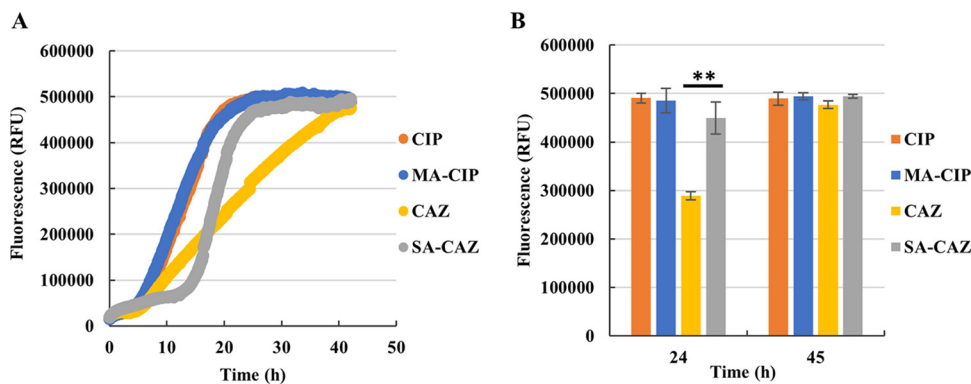 A
600000
500000
400000
300000
200000
100000
0
Fluorescence (RFU)
0 10 20 30 40 50
Time (h)
CIP
MA-CIP
CAZ
SA-CAZ
B
600000
500000
400000
300000
200000
100000
0
Fluorescence (RFU)
**
24 45
Time (h)
CIP
MA-CIP
CAZ
SA-CAZ